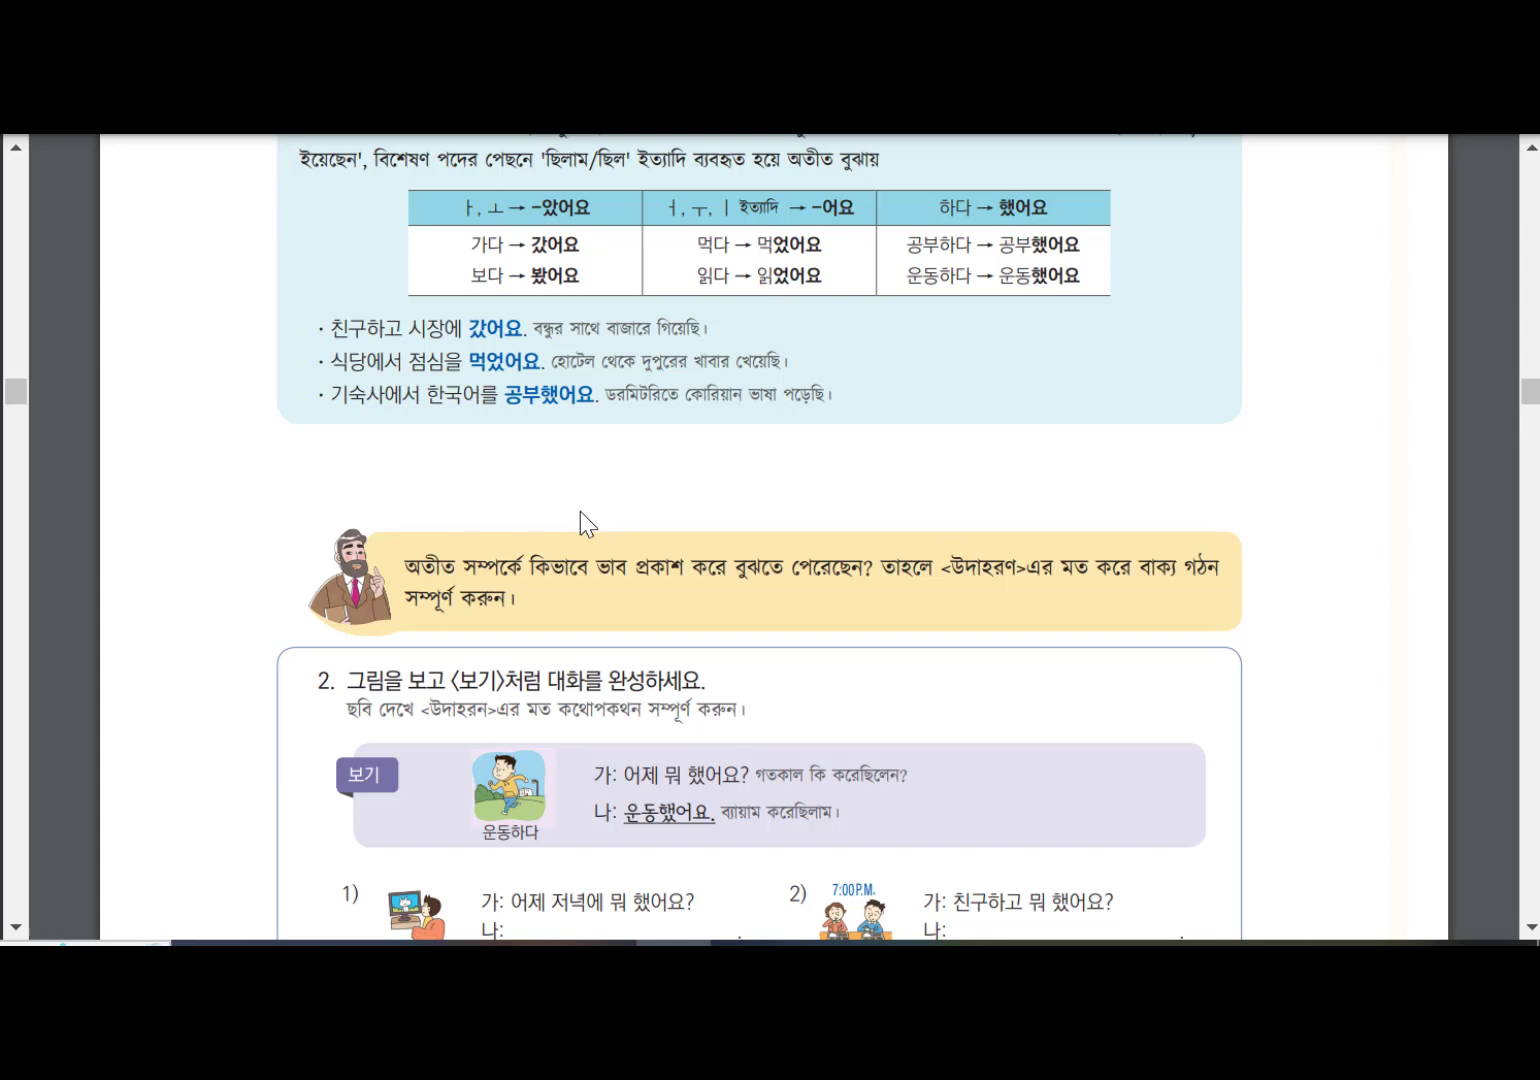 ইয়েছেন', বিশেষণ পদের পেছনে 'ছিলাম/ছিল' ইত্যাদি ব্যবহৃত হয়ে অতীত বুঝায়
ㅏ, ㅗ → -았어요
ㅓ, ㅜ, ㅣ ইত্যাদি → -어요
하다 → 했어요
가다 → 갔어요
보다 → 봤어요
먹다 → 먹었어요
읽다 → 읽었어요
공부하다 → 공부했어요
운동하다 → 운동했어요
· 친구하고 시장에 갔어요. বন্ধুর সাথে বাজারে গিয়েছি।
· 식당에서 점심을 먹었어요. হোটেল থেকে দুপুরের খাবার খেয়েছি।
· 기숙사에서 한국어를 공부했어요. ডরমিটরিতে কোরিয়ান ভাষা পড়েছি।
অতীত সম্পর্কে কিভাবে ভাব প্রকাশ করে বুঝতে পেরেছেন? তাহলে <উদাহরণ>এর মত করে বাক্য গঠন
সম্পূর্ণ করুন।
2. 그림을 보고 〈보기〉처럼 대화를 완성하세요.
ছবি দেখে <উদাহরন>এর মত কথোপকথন সম্পূর্ণ করুন।
보기
운동하다
가: 어제 뭐 했어요? গতকাল কি করেছিলেন?
나: 운동했어요. ব্যায়াম করেছিলাম।
1)
가: 어제 저녁에 뭐 했어요?
나: .
2)
7:00 P.M.
가: 친구하고 뭐 했어요?
나: .